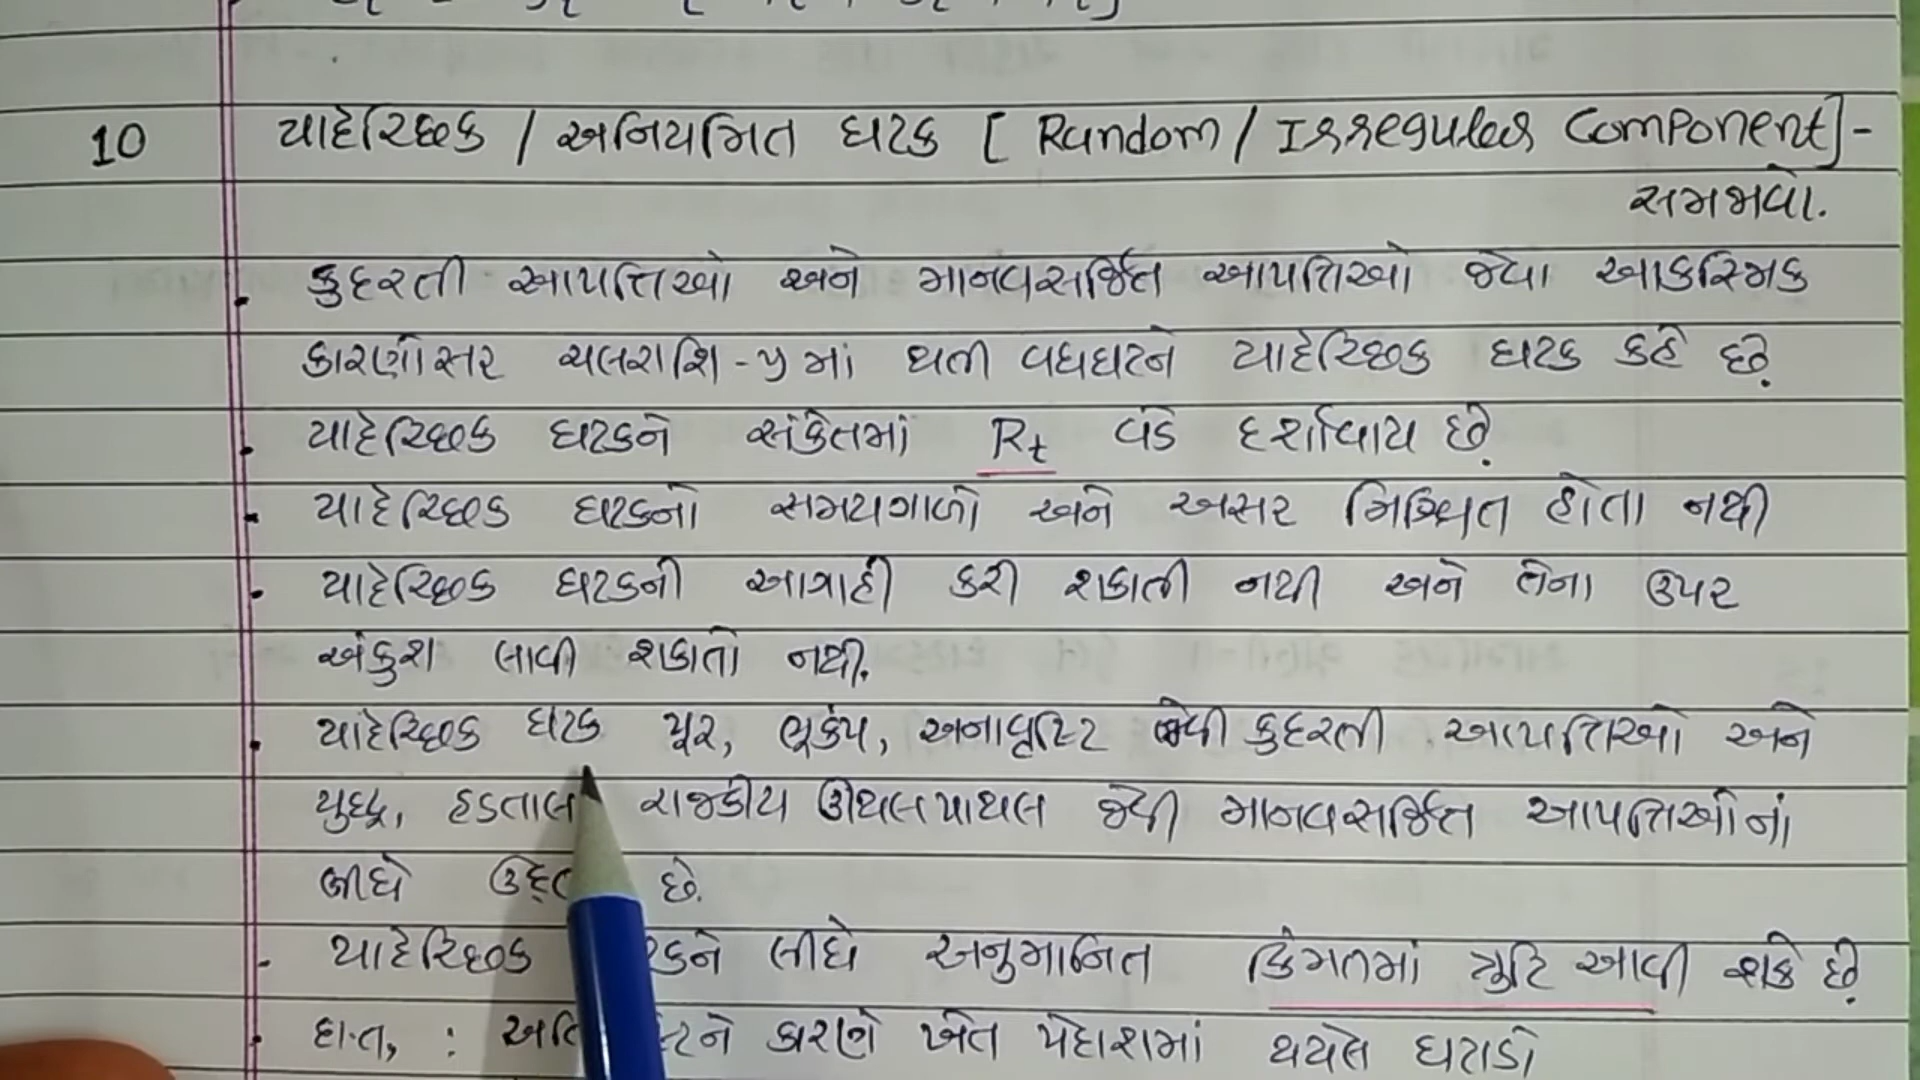 10 યાદૈચ્છિક / અનિયમિત ઘટક [ Random / Irregular Component] -
સમજાવો.
કુદરતી આપત્તિઓ અને માનવસર્જિત આપત્તિઓ જેવા આકસ્મિક
કારણોસર ચલરાશિ - y માં થતી વધઘટને યાદૈચ્છિક ઘટક કહે છે.
યાદૈચ્છિક ઘટકને સંકેતમાં Rt વડે દર્શાવાય છે.
યાદૈચ્છિક ઘટકનો સમયગાળો અને અસર નિશ્ચિત હોતા નથી
યાદૈચ્છિક ઘટકની આગાહી કરી શકાતી નથી અને તેના ઉપર
અંકુશ લાવી શકાતો નથી.
યાદૈચ્છિક ઘટક પૂર, ભૂકંપ, અનાવૃષ્ટિ જેવી કુદરતી આપત્તિઓ અને
યુદ્ધ, હડતાલ રાજકીય ઊથલપાથલ જેવી માનવસર્જિત આપત્તિઓનાં
લીધે છે.
યાદૈચ્છિક ટકને લીધે અનુમાનિત કિંમતમાં ત્રુટિ આવી શકે છે.
દા.ત, : કારણે ખેત પેદાશમાં થયેલ ઘટાડો